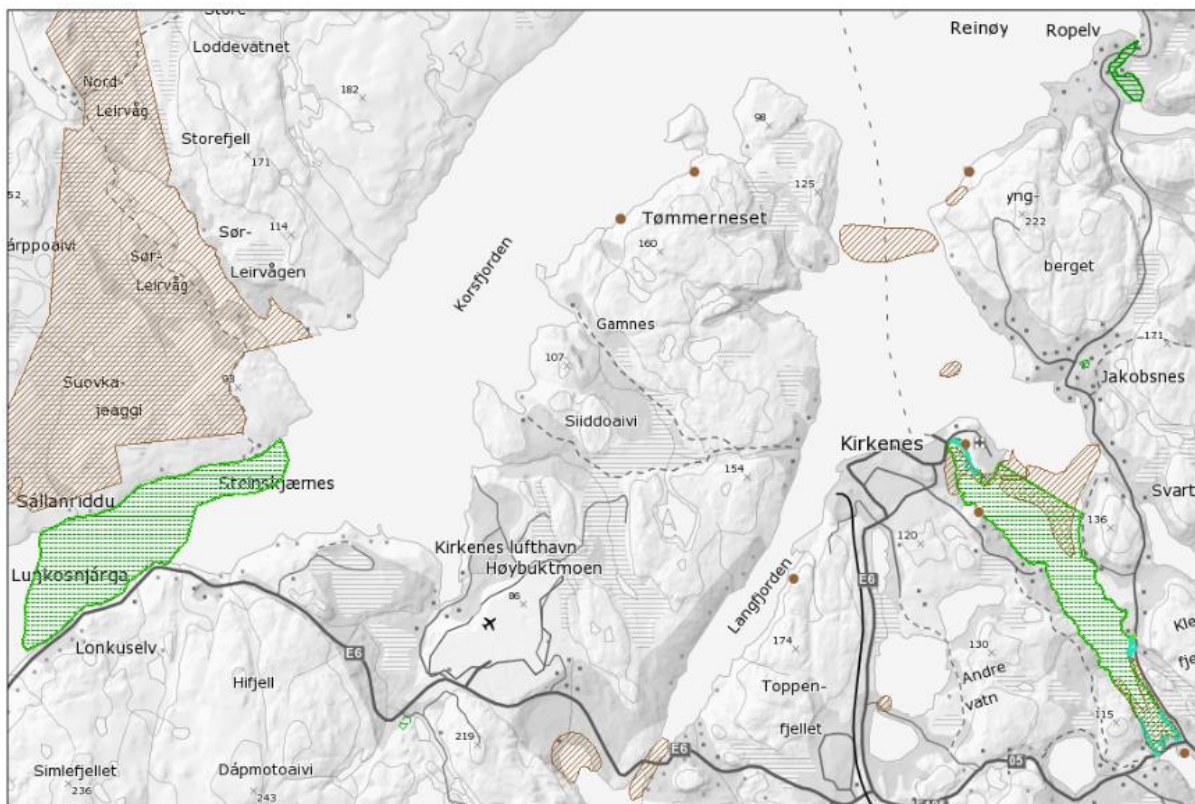 Store
Loddevatnet
Reinøy
Ropelv
Nord-
Leirvåg
182
98
Storefjell
171
52
125
yng-
222
Tømmerneset
árppoaivi
Sør-
114
160
Sør-
Leirvåg
Leirvågen
berget
Korsfjorden
Gamnes
171
107
93
Suovka-
jeaggi
Jakobsnes
Siiddoaivi
Kirkenes
154
Steinskjærnes
Sállanriddu
Svart
136
120
Kirkenes lufthavn
Høybuktmoen
Lunkosnjárga
E6
86
Langfjorden
Kle
fje
Lonkuselv
E6
174
130
Andre
vatn
Hifjell
Toppen-
fjellet
115
219
E6
05
Simlefjellet
236
Dápmotoaivi
243